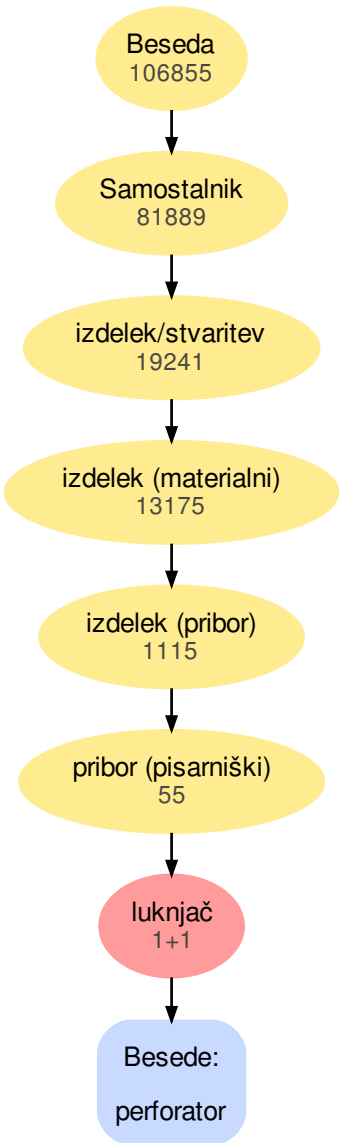 Beseda
106855
Samostalnik
81889
izdelek/stvaritev
19241
izdelek (materialni)
13175
izdelek (pribor)
1115
pribor (pisarniški)
55
luknjač
1+1
Besede:
perforator